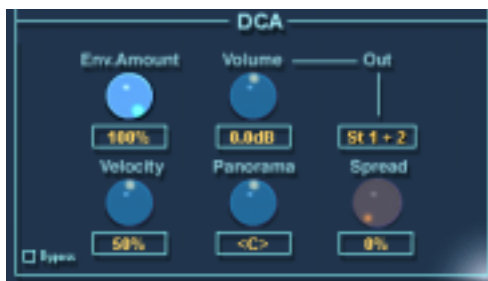 DCA
Env.Amount Volume Out
100% 0.0dB St 1 + 2
Velocity Panorama Spread
50% <C> 0%
Bypass